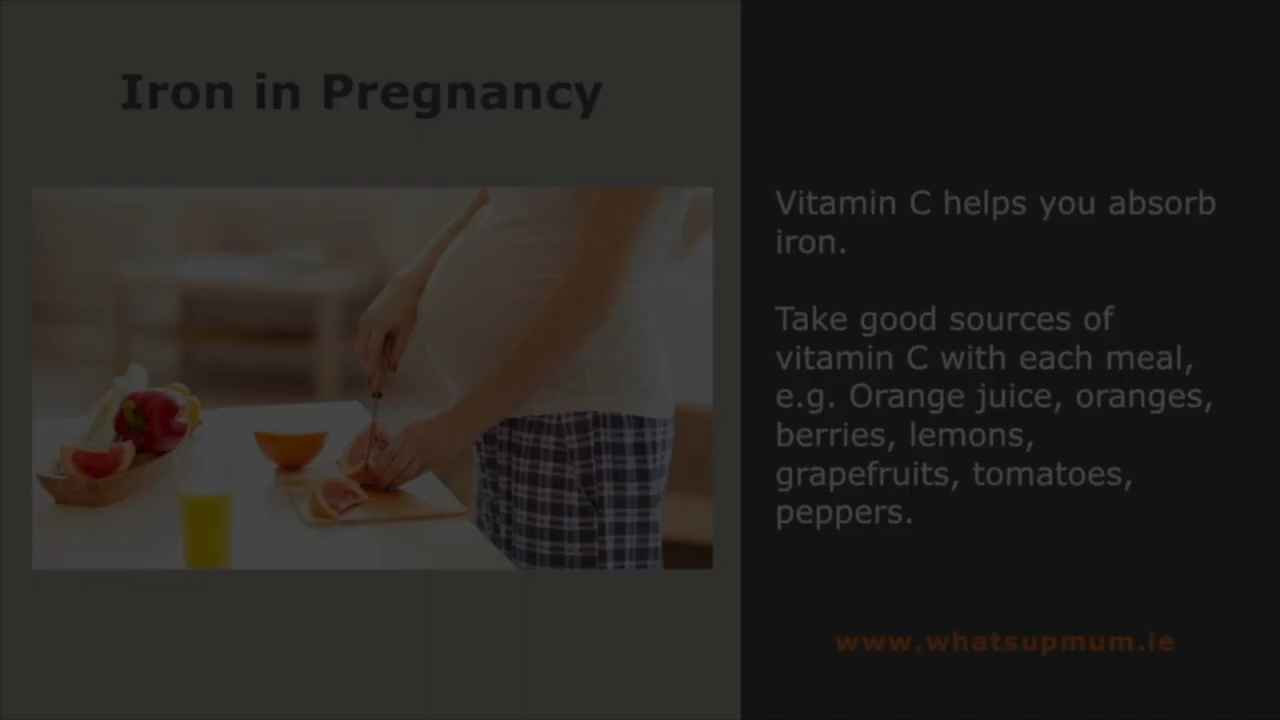 Iron in Pregnancy
Vitamin C helps you absorb
iron.
Take good sources of
vitamin C with each meal,
e.g. Orange juice, oranges,
berries, lemons,
grapefruits, tomatoes,
peppers.
www.whatsupmum.ie